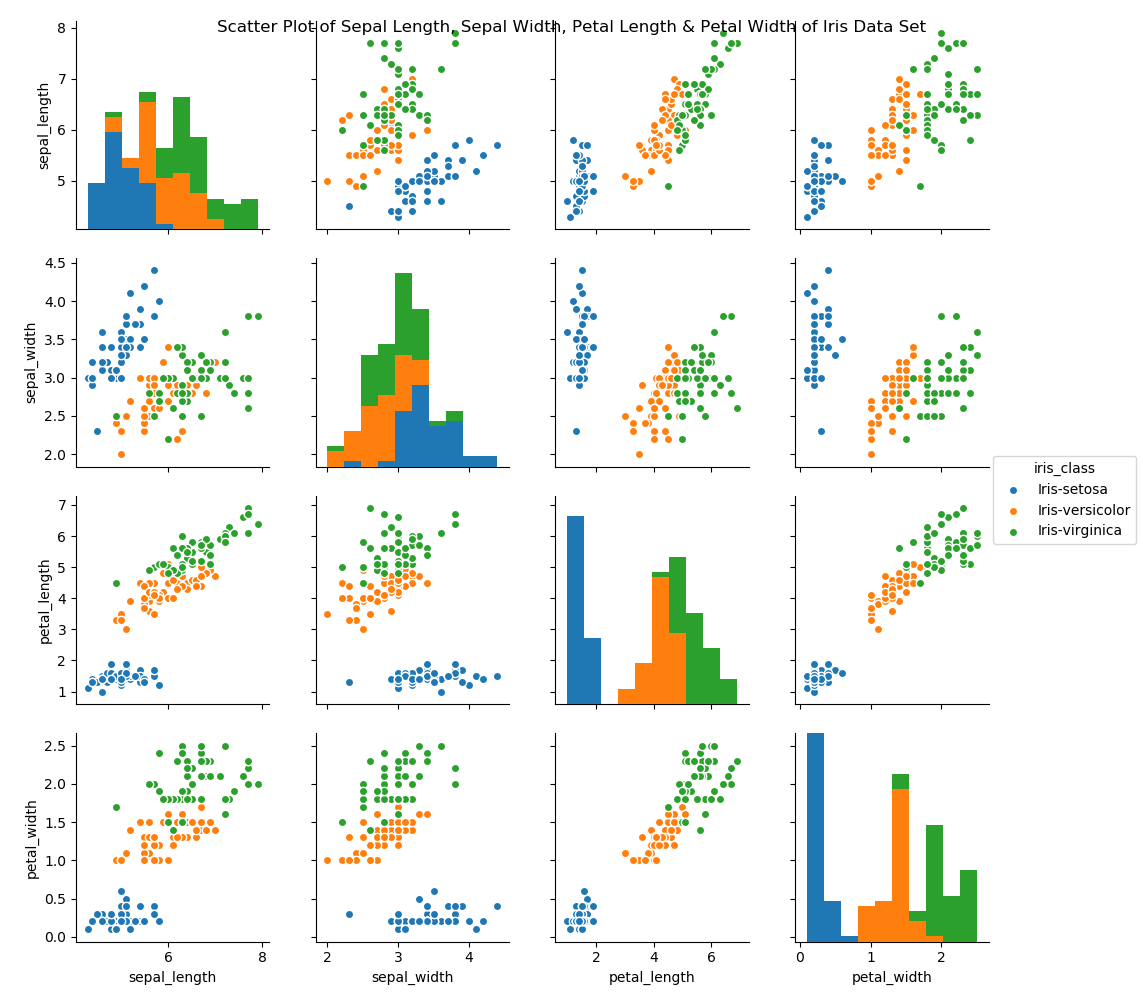 Scatter Plot of Sepal Length, Sepal Width, Petal Length & Petal Width of Iris Data Set
8
7
6
5
sepal_length
4.5
4.0
3.5
3.0
2.5
2.0
sepal_width
iris_class
Iris-setosa
Iris-versicolor
Iris-virginica
7
6
5
4
3
2
1
petal_length
2.5
2.0
1.5
1.0
0.5
0.0
petal_width
6 8
2 3 4
2 4 6
0 1 2
sepal_length
sepal_width
petal_length
petal_width